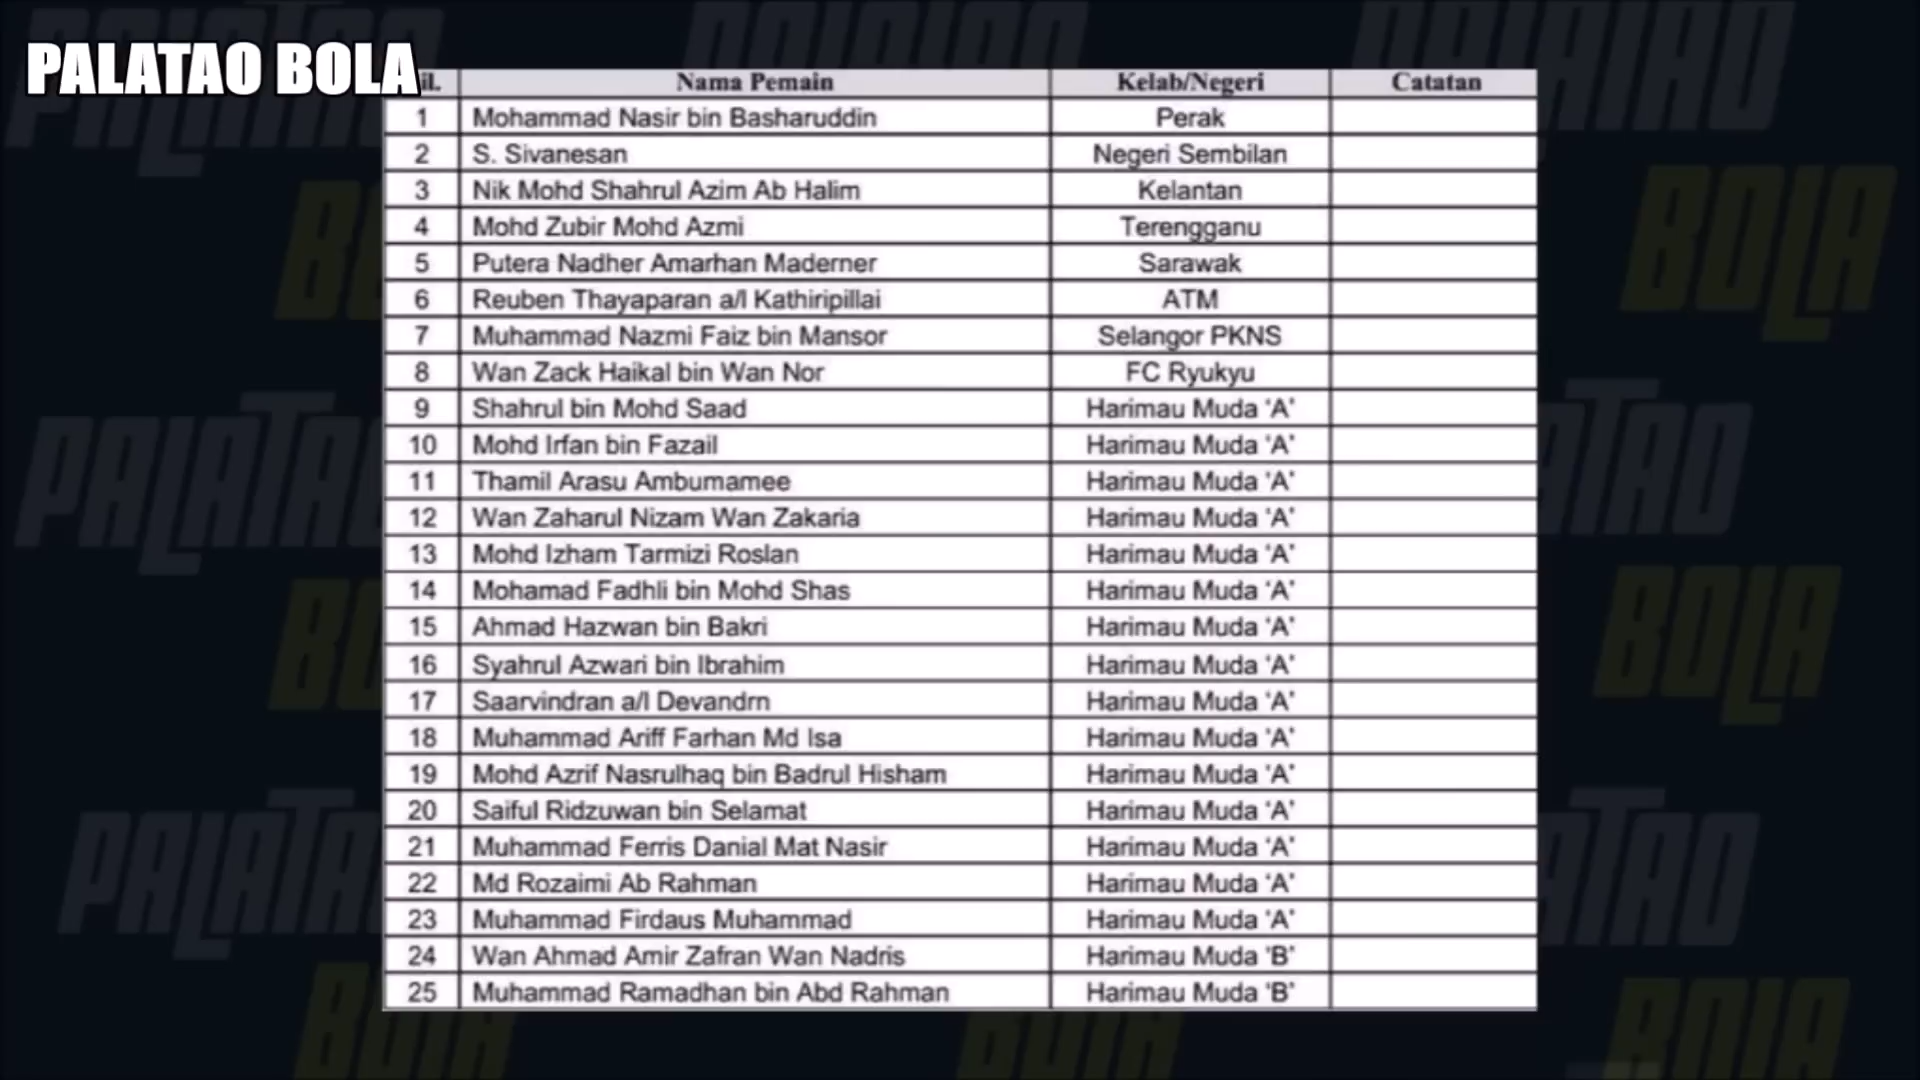 PALATAO BOLA
il. Nama Pemain Kelab/Negeri Catatan
1 Mohammad Nasir bin Basharuddin Perak
2 S. Sivanesan Negeri Sembilan
3 Nik Mohd Shahrul Azim Ab Halim Kelantan
4 Mohd Zubir Mohd Azmi Terengganu
5 Putera Nadher Amarhan Maderner Sarawak
6 Reuben Thayaparan a/l Kathiripillai ATM
7 Muhammad Nazmi Faiz bin Mansor Selangor PKNS
8 Wan Zack Haikal bin Wan Nor FC Ryukyu
9 Shahrul bin Mohd Saad Harimau Muda ‘A’
10 Mohd Irfan bin Fazail Harimau Muda ‘A’
11 Thamil Arasu Ambumamee Harimau Muda ‘A’
12 Wan Zaharul Nizam Wan Zakaria Harimau Muda ‘A’
13 Mohd Izham Tarmizi Roslan Harimau Muda ‘A’
14 Mohamad Fadhli bin Mohd Shas Harimau Muda ‘A’
15 Ahmad Hazwan bin Bakri Harimau Muda ‘A’
16 Syahrul Azwari bin Ibrahim Harimau Muda ‘A’
17 Saarvindran a/l Devandrn Harimau Muda ‘A’
18 Muhammad Ariff Farhan Md Isa Harimau Muda ‘A’
19 Mohd Azrif Nasrulhaq bin Badrul Hisham Harimau Muda ‘A’
20 Saiful Ridzuwan bin Selamat Harimau Muda ‘A’
21 Muhammad Ferris Danial Mat Nasir Harimau Muda ‘A’
22 Md Rozaimi Ab Rahman Harimau Muda ‘A’
23 Muhammad Firdaus Muhammad Harimau Muda ‘A’
24 Wan Ahmad Amir Zafran Wan Nadris Harimau Muda ‘B’
25 Muhammad Ramadhan bin Abd Rahman Harimau Muda ‘B’